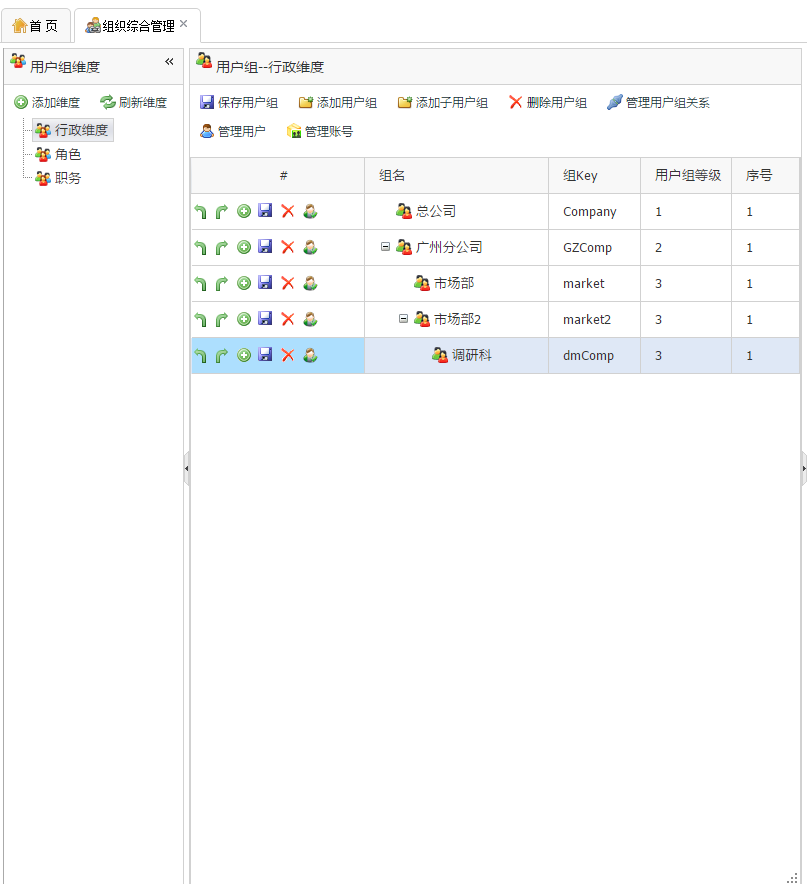 首 页 组织综合管理
用户组维度
添加维度 刷新维度
行政维度
角色
职务
用户组--行政维度
保存用户组 添加用户组 添加子用户组 删除用户组 管理用户组关系
管理用户 管理账号
# 组名 组Key 用户组等级 序号
总公司 Company 1 1
广州分公司 GZComp 2 1
市场部 market 3 1
市场部2 market2 3 1
调研科 dmComp 3 1